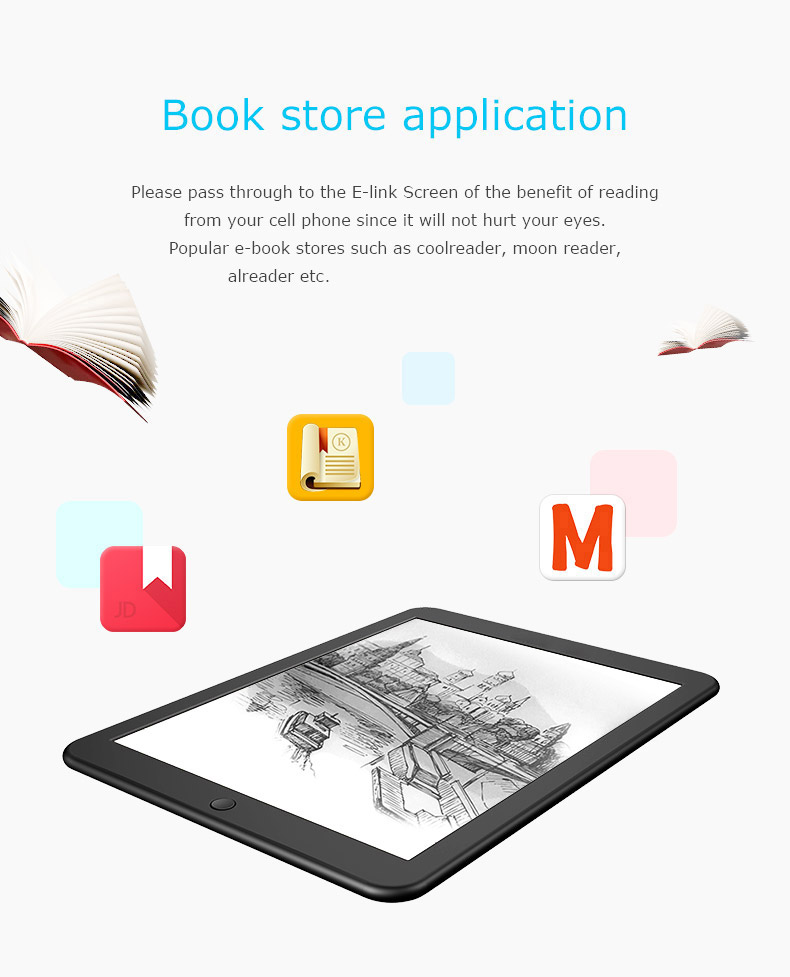 Book store application
Please pass through to the E-link Screen of the benefit of reading
from your cell phone since it will not hurt your eyes.
Popular e-book stores such as coolreader, moon reader,
alreader etc.
K
M
JD